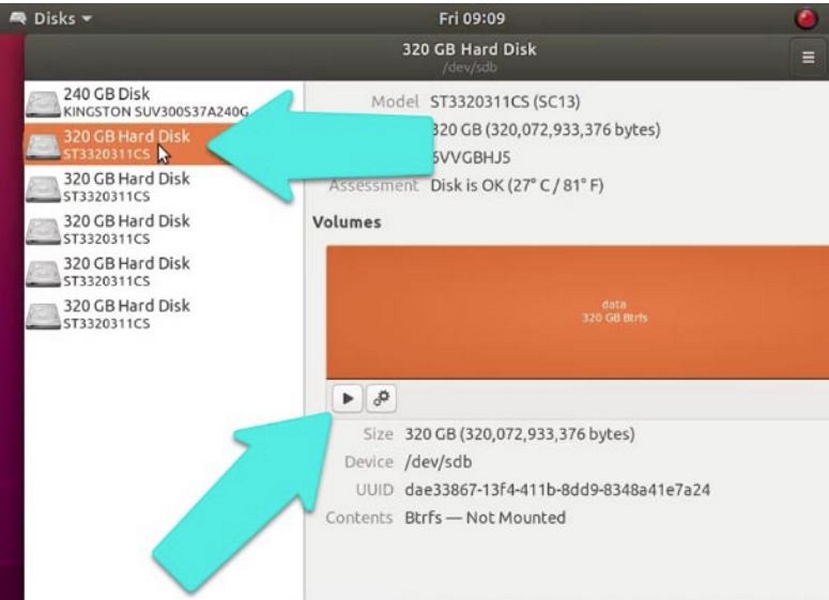 Disks
Fri 09:09
320 GB Hard Disk
/dev/sdb
240 GB Disk
KINGSTON SUV300S37A240G
320 GB Hard Disk
ST3320311CS
320 GB Hard Disk
ST3320311CS
320 GB Hard Disk
ST3320311CS
320 GB Hard Disk
ST3320311CS
320 GB Hard Disk
ST3320311CS
Model ST3320311CS (SC13)
320 GB (320,072,933,376 bytes)
6VVGBHJ5
Assessment Disk is OK (27° C / 81° F)
Volumes
data
320 GB Btrfs
Size 320 GB (320,072,933,376 bytes)
Device /dev/sdb
UUID dae33867-13f4-411b-8dd9-8348a41e7a24
Contents Btrfs — Not Mounted